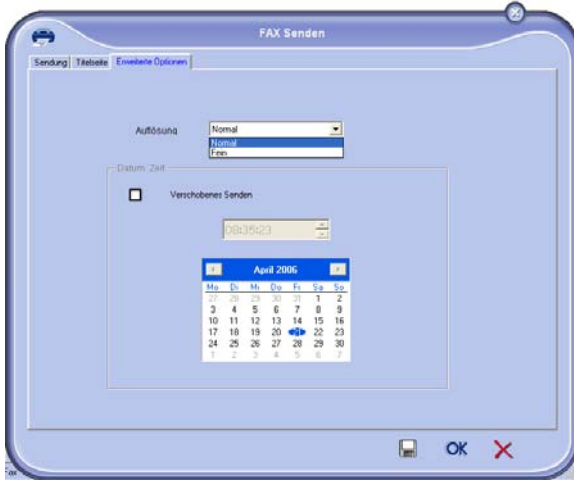 FAX Senden
Sendung Titelseite Erweiterte Optionen
Auflösung Normal
Normal
Fein
Datum Zeit
Verschobenes Senden
08:35:23
April 2006
Mo Di Mi Do Fr Sa So
27 28 29 30 31 1 2
3 4 5 6 7 8 9
10 11 12 13 14 15 16
17 18 19 20 21 22 23
24 25 26 27 28 29 30
1 2 3 4 5 6 7
OK
Fax